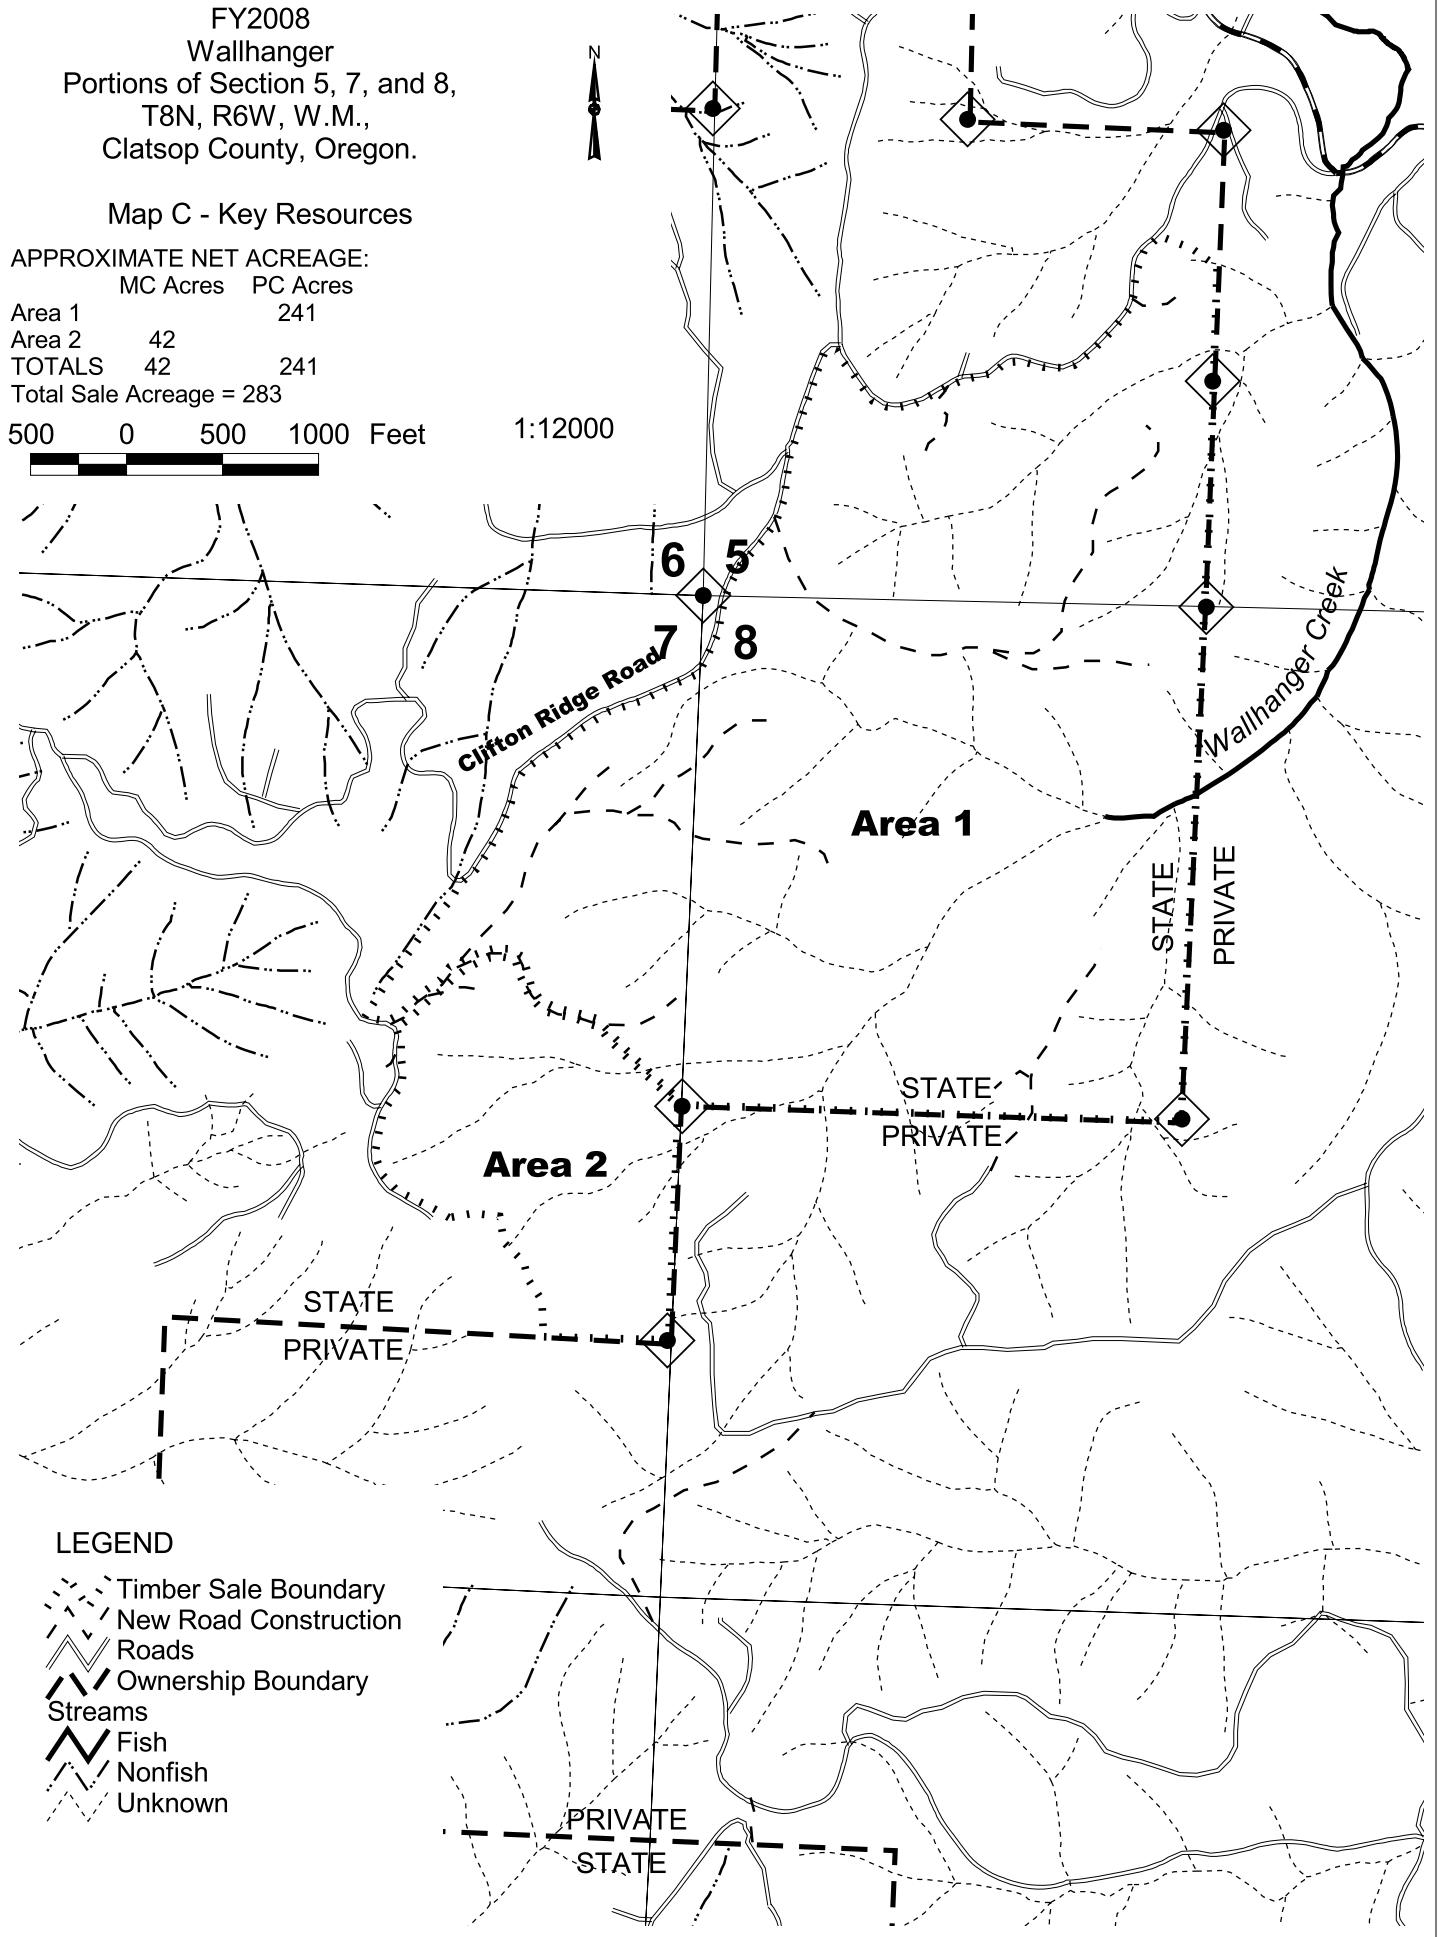 FY2008
Wallhanger
Portions of Section 5, 7, and 8,
T8N, R6W, W.M.,
Clatsop County, Oregon.
Map C - Key Resources
APPROXIMATE NET ACREAGE:
MC Acres PC Acres
Area 1 241
Area 2 42
TOTALS 42 241
Total Sale Acreage = 283
500 0 500 1000 Feet
1:12000
N
6 5
7 8
Clifton Ridge Road
Wallhanger Creek
Area 1
STATE
PRIVATE
STATE
PRIVATE
Area 2
STATE
PRIVATE
LEGEND
Timber Sale Boundary
New Road Construction
Roads
Ownership Boundary
Streams
Fish
Nonfish
Unknown
PRIVATE
STATE